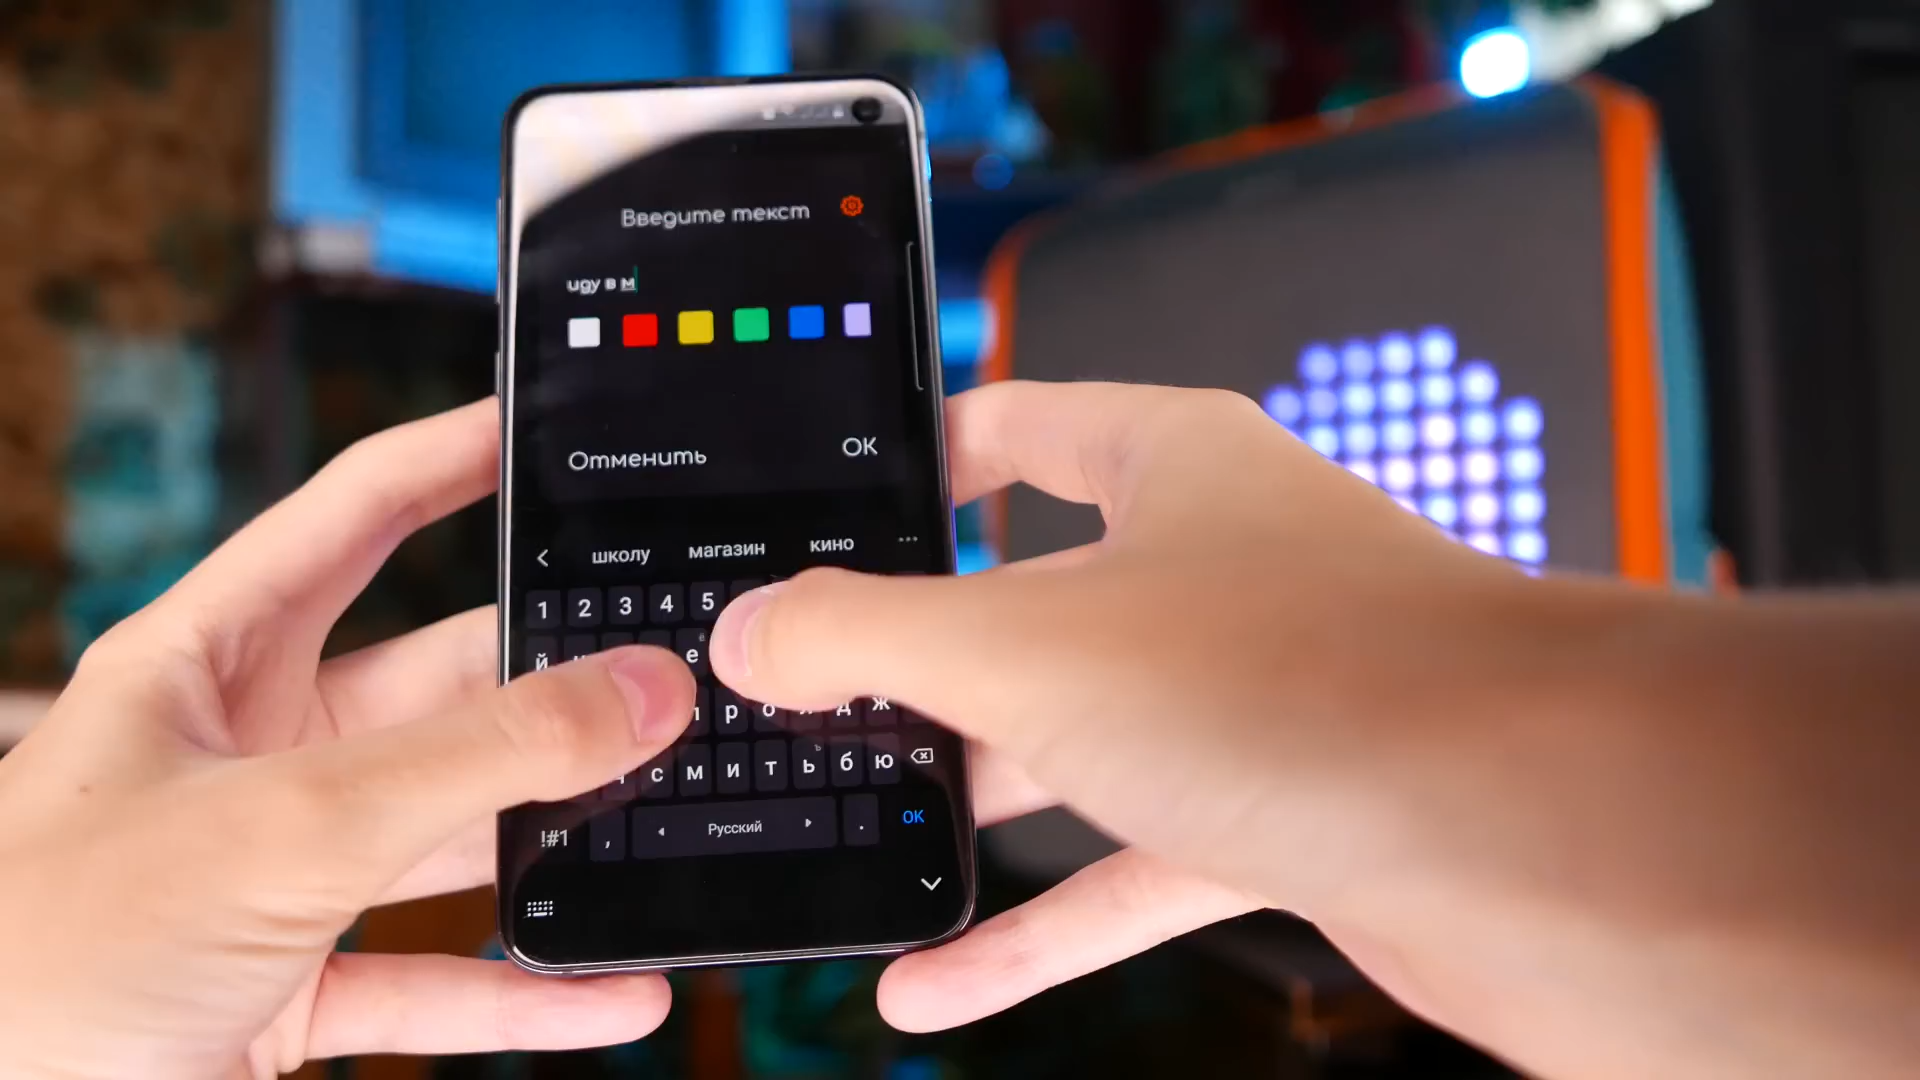 Введите текст
иду в м
Отменить OK
школу магазин кино ...
1 2 3 4 5
й е
р о д ж
с м и т ь б ю
!#1 , Русский . OK